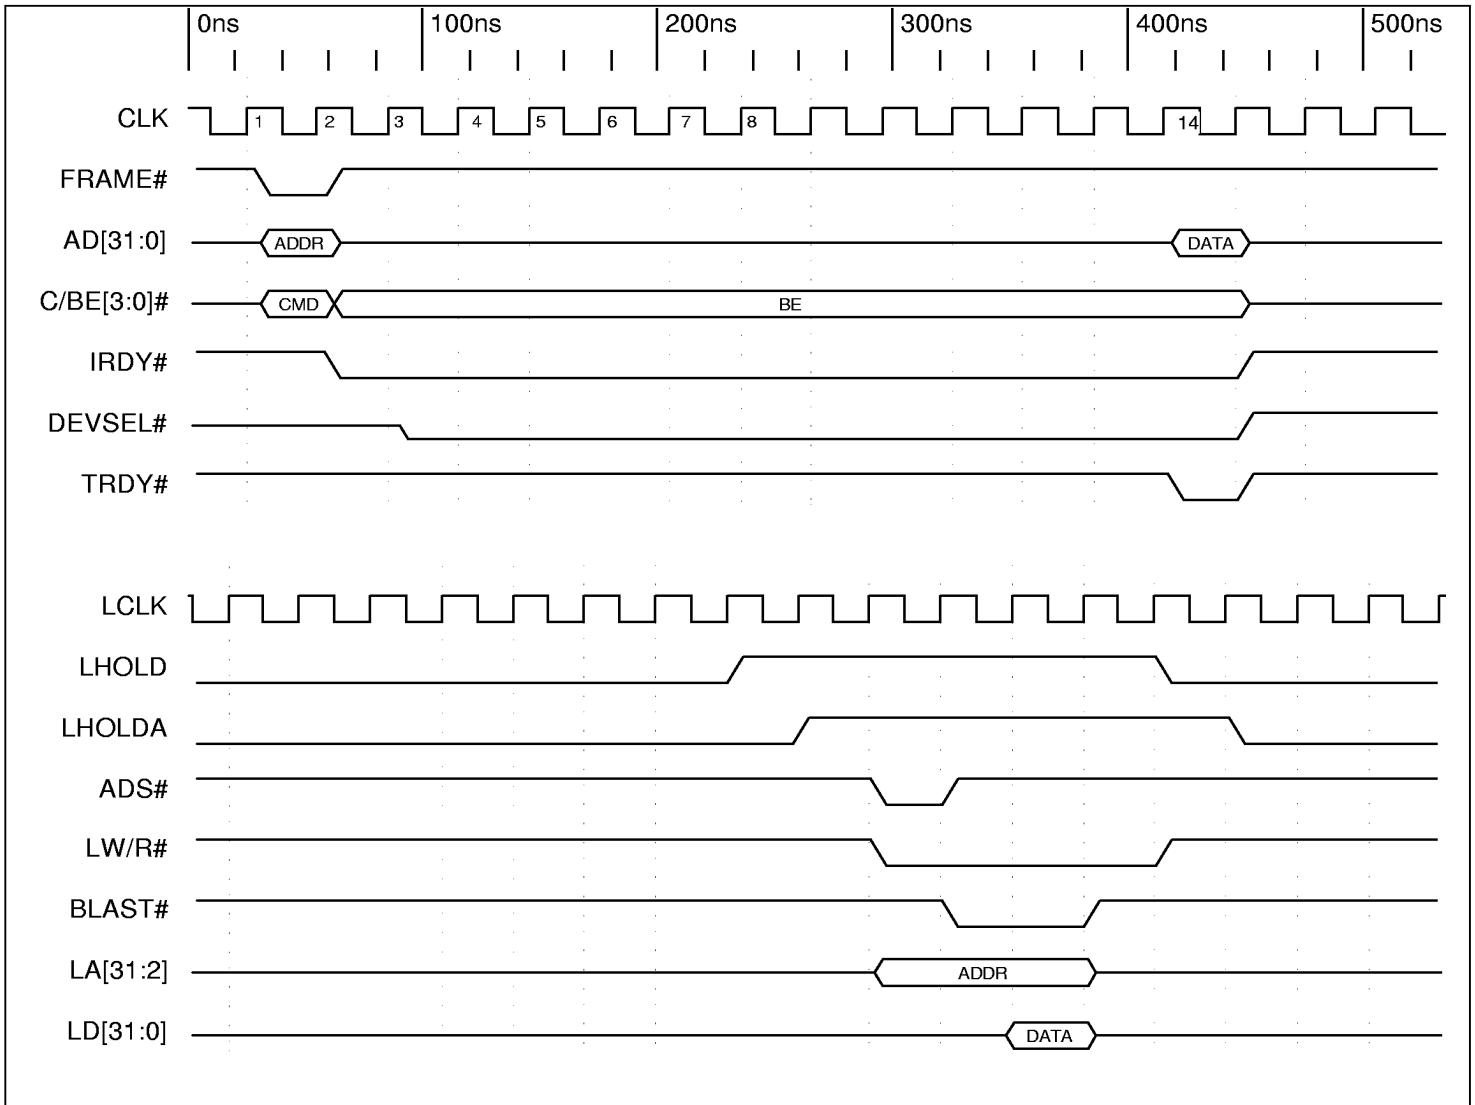 0ns 100ns 200ns 300ns 400ns 500ns
CLK 1 2 3 4 5 6 7 8 14
FRAME#
AD[31:0] ADDR DATA
C/BE[3:0]# CMD BE
IRDY#
DEVSEL#
TRDY#
LCLK
LHOLD
LHOLDA
ADS#
LW/R#
BLAST#
LA[31:2] ADDR
LD[31:0] DATA